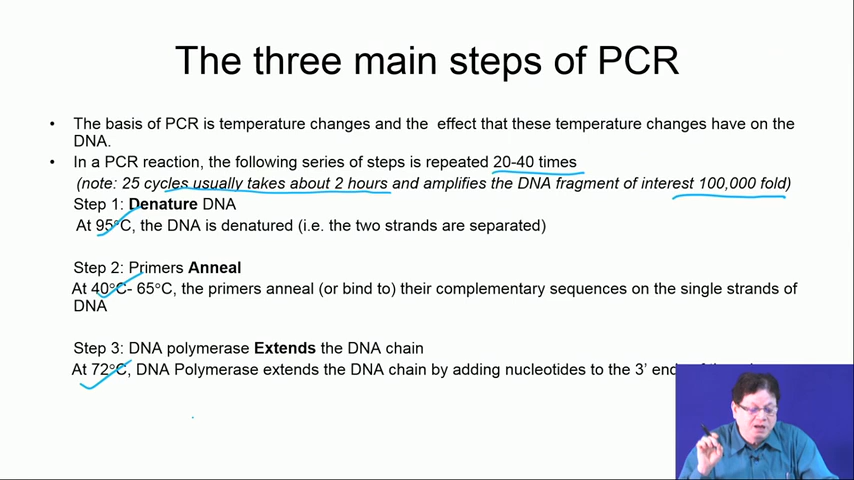 The three main steps of PCR
• The basis of PCR is temperature changes and the effect that these temperature changes have on the
DNA.
• In a PCR reaction, the following series of steps is repeated 20-40 times
(note: 25 cycles usually takes about 2 hours and amplifies the DNA fragment of interest 100,000 fold)
Step 1: Denature DNA
At 95°C, the DNA is denatured (i.e. the two strands are separated)
Step 2: Primers Anneal
At 40°C- 65°C, the primers anneal (or bind to) their complementary sequences on the single strands of
DNA
Step 3: DNA polymerase Extends the DNA chain
At 72°C, DNA Polymerase extends the DNA chain by adding nucleotides to the 3’ ends of the